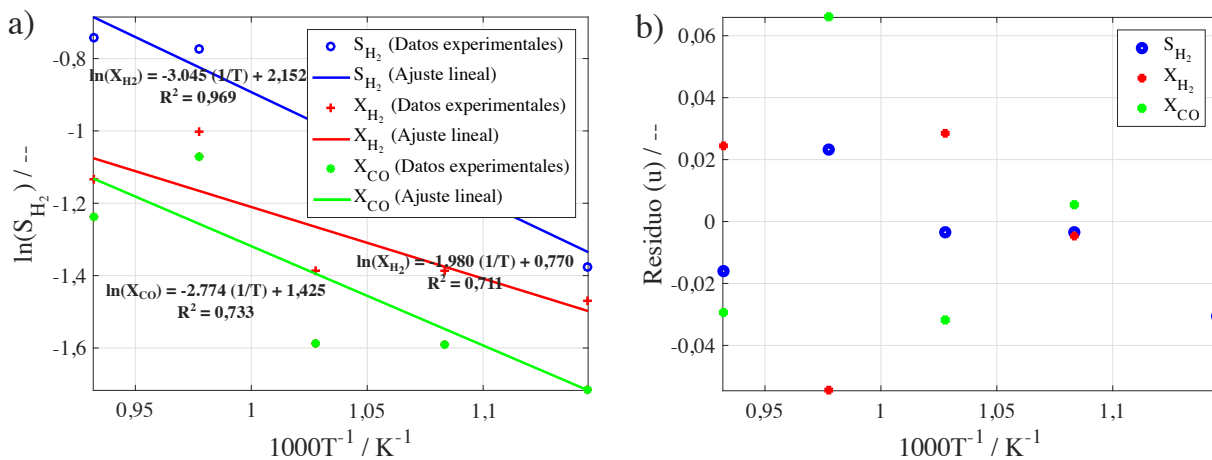 a)
ln(S_H₂) / --
-0,8
-1
-1,2
-1,4
-1,6
0,95
1
1,05
1,1
1000T⁻¹ / K⁻¹
S_H₂ (Datos experimentales)
S_H₂ (Ajuste lineal)
X_H₂ (Datos experimentales)
X_H₂ (Ajuste lineal)
X_CO (Datos experimentales)
X_CO (Ajuste lineal)
ln(X_H2) = -3.045 (1/T) + 2,152
R² = 0,969
ln(X_H₂) = -1,980 (1/T) + 0,770
R² = 0,711
ln(X_CO) = -2.774 (1/T) + 1,425
R² = 0,733
b)
Residuo (u) / --
0,06
0,04
0,02
0
-0,02
-0,04
0,95
1
1,05
1,1
1000T⁻¹ / K⁻¹
S_H₂
X_H₂
X_CO